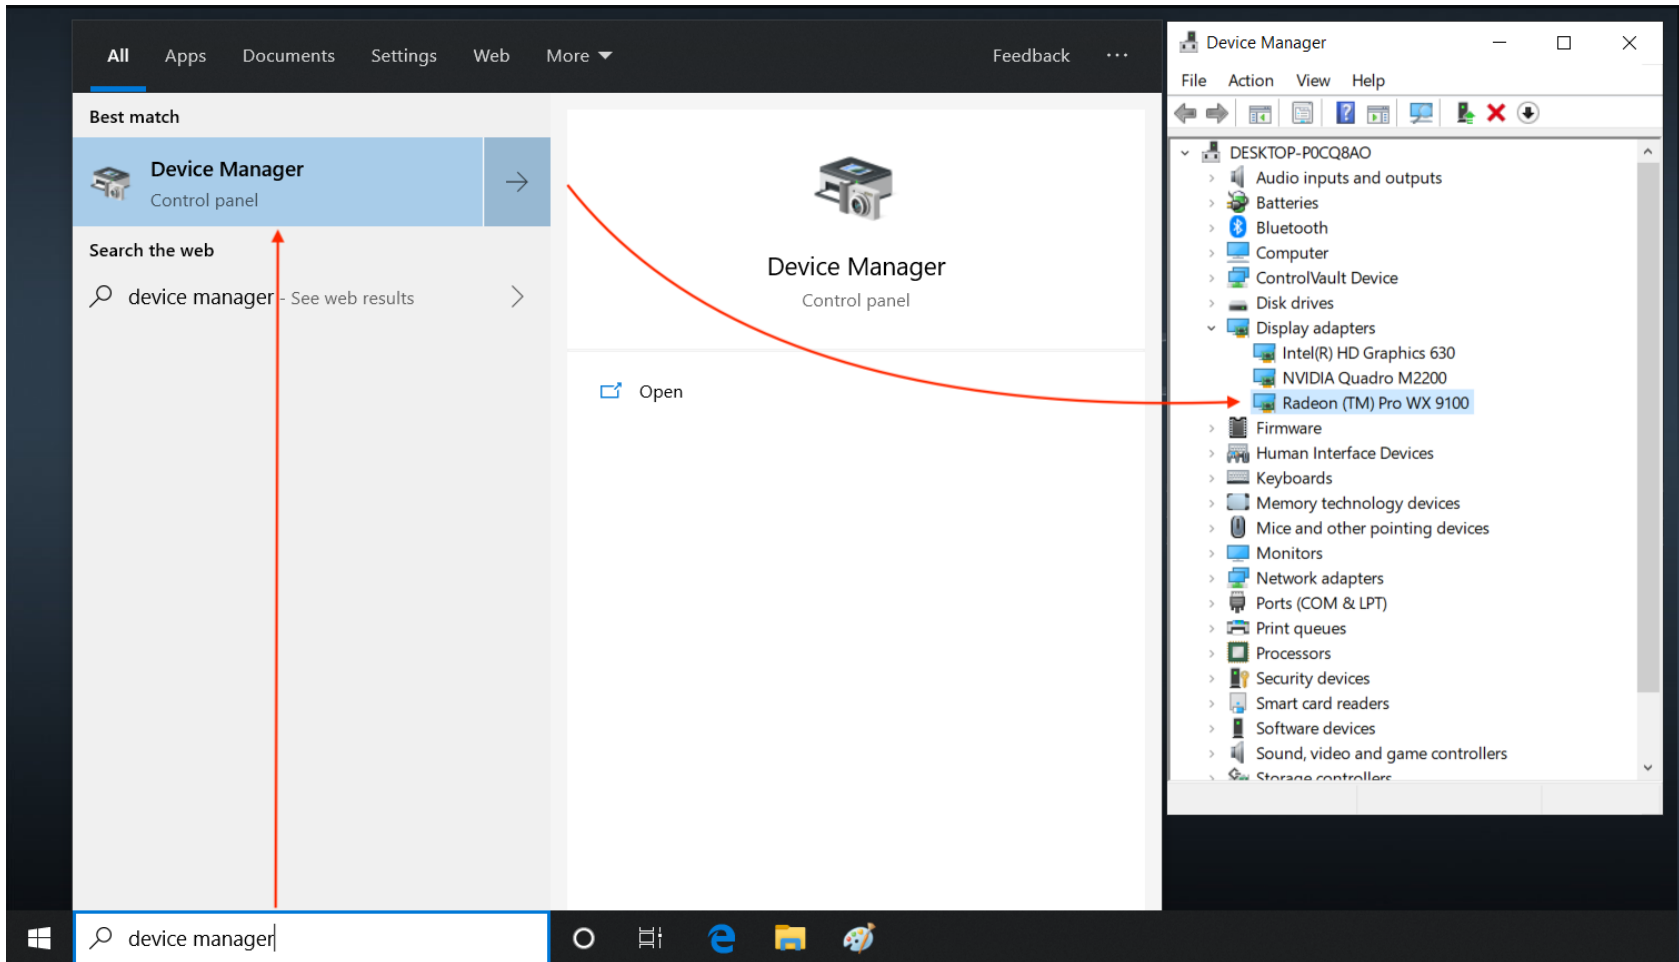 All Apps Documents Settings Web More Feedback ...
Best match
Device Manager
Control panel
Search the web
device manager - See web results
Device Manager
Control panel
Open
device manager
Device Manager
File Action View Help
DESKTOP-P0CQ8AO
Audio inputs and outputs
Batteries
Bluetooth
Computer
ControlVault Device
Disk drives
Display adapters
Intel(R) HD Graphics 630
NVIDIA Quadro M2200
Radeon (TM) Pro WX 9100
Firmware
Human Interface Devices
Keyboards
Memory technology devices
Mice and other pointing devices
Monitors
Network adapters
Ports (COM & LPT)
Print queues
Processors
Security devices
Smart card readers
Software devices
Sound, video and game controllers
Storage controllers